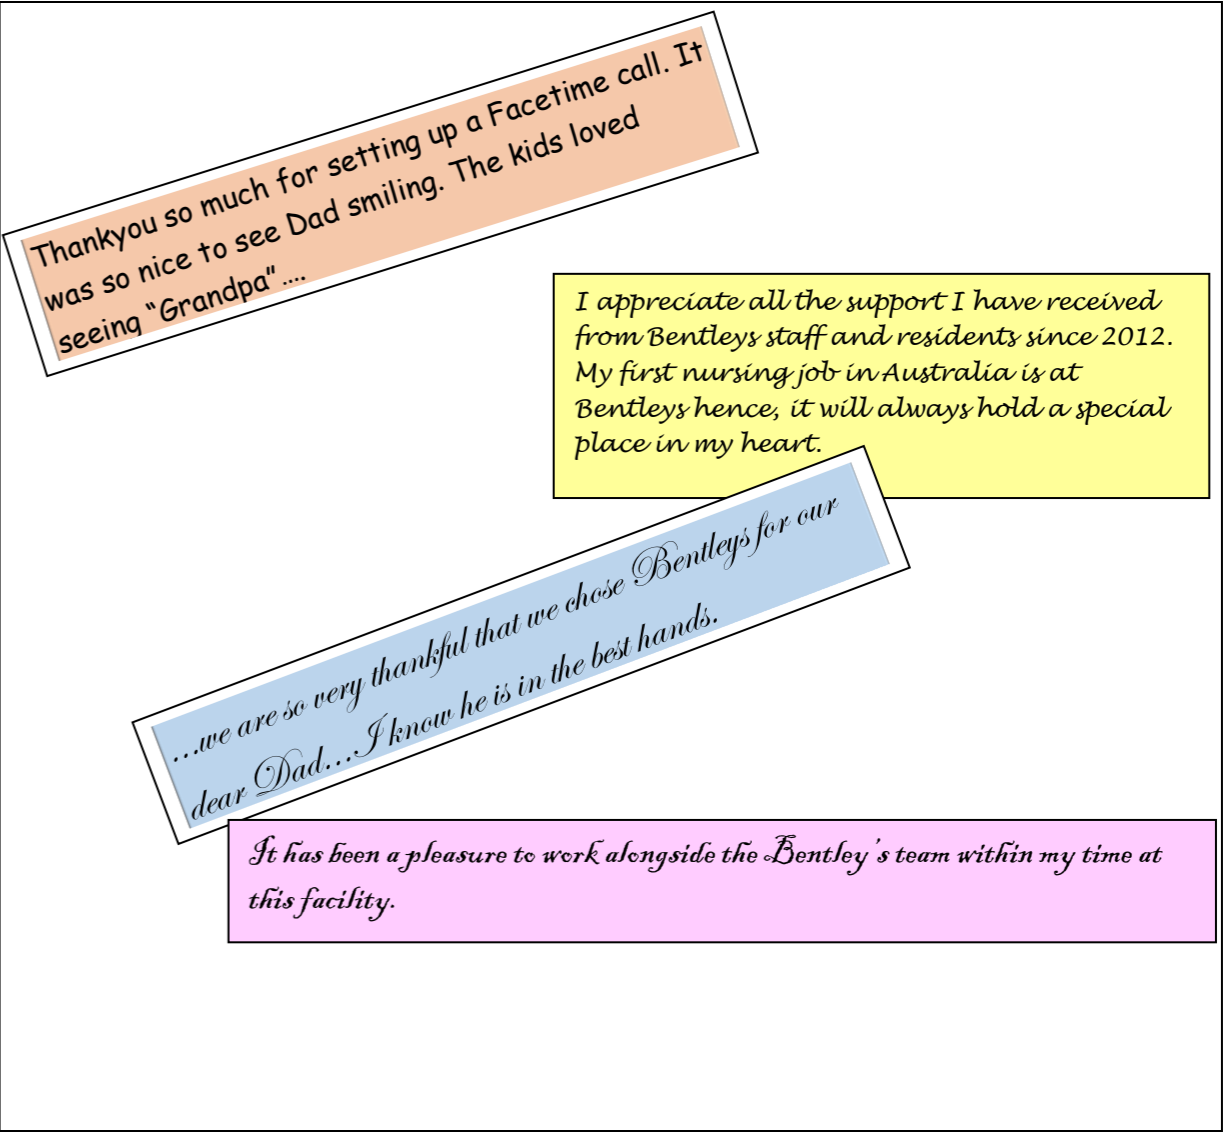 Thankyou so much for setting up a Facetime call. It
was so nice to see Dad smiling. The kids loved
seeing “Grandpa” ....
I appreciate all the support I have received
from Bentleys staff and residents since 2012.
My first nursing job in Australia is at
Bentleys hence, it will always hold a special
place in my heart.
...we are so very thankful that we chose Bentleys for our
dear Dad...I know he is in the best hands.
It has been a pleasure to work alongside the Bentley’s team within my time at
this facility.